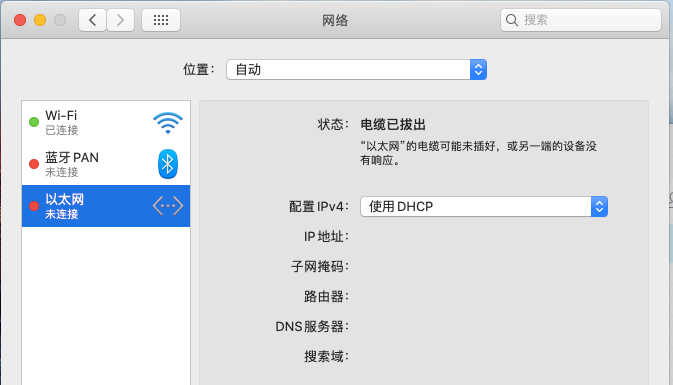 网络
搜索
位置：
自动
Wi-Fi
已连接
蓝牙 PAN
未连接
以太网
未连接
状态：
电缆已拔出
“以太网”的电缆可能未插好，或另一端的设备没
有响应。
配置 IPv4：
使用 DHCP
IP 地址：
子网掩码：
路由器：
DNS 服务器：
搜索域：